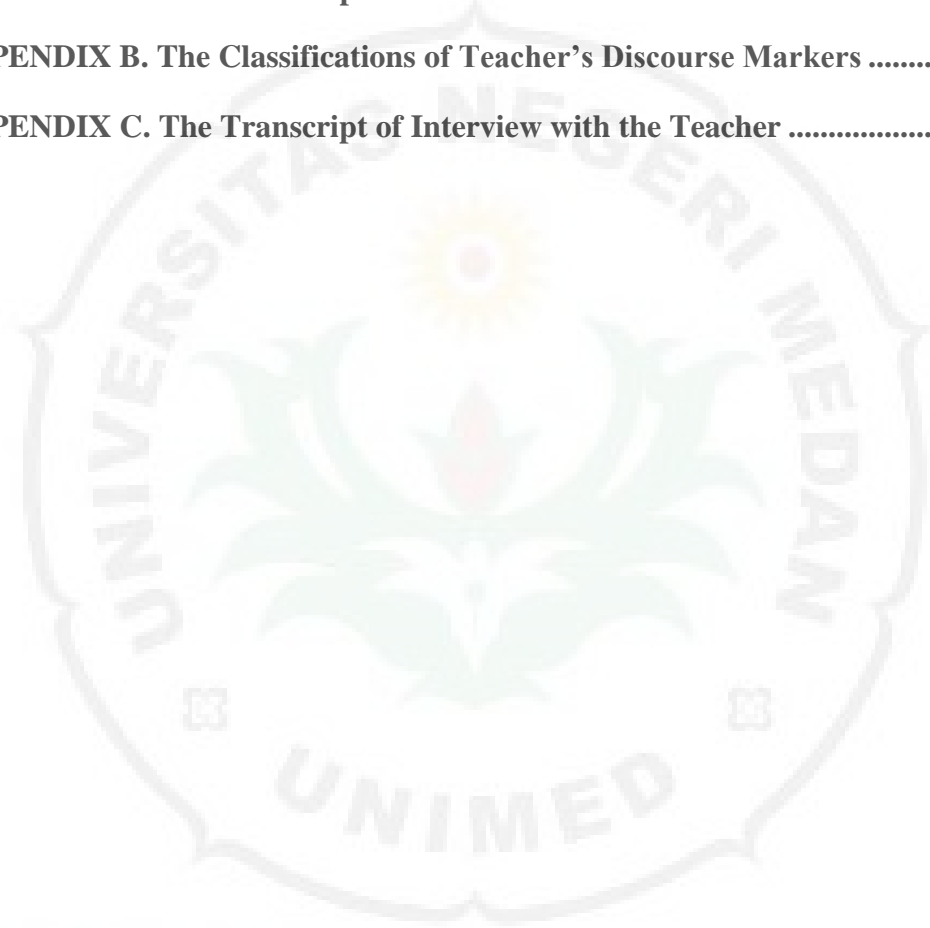 PENDIX B. The Classifications of Teacher’s Discourse Markers ........
PENDIX C. The Transcript of Interview with the Teacher ..................
UNIVERSITAS NEGERI MEDAN
UNIMED